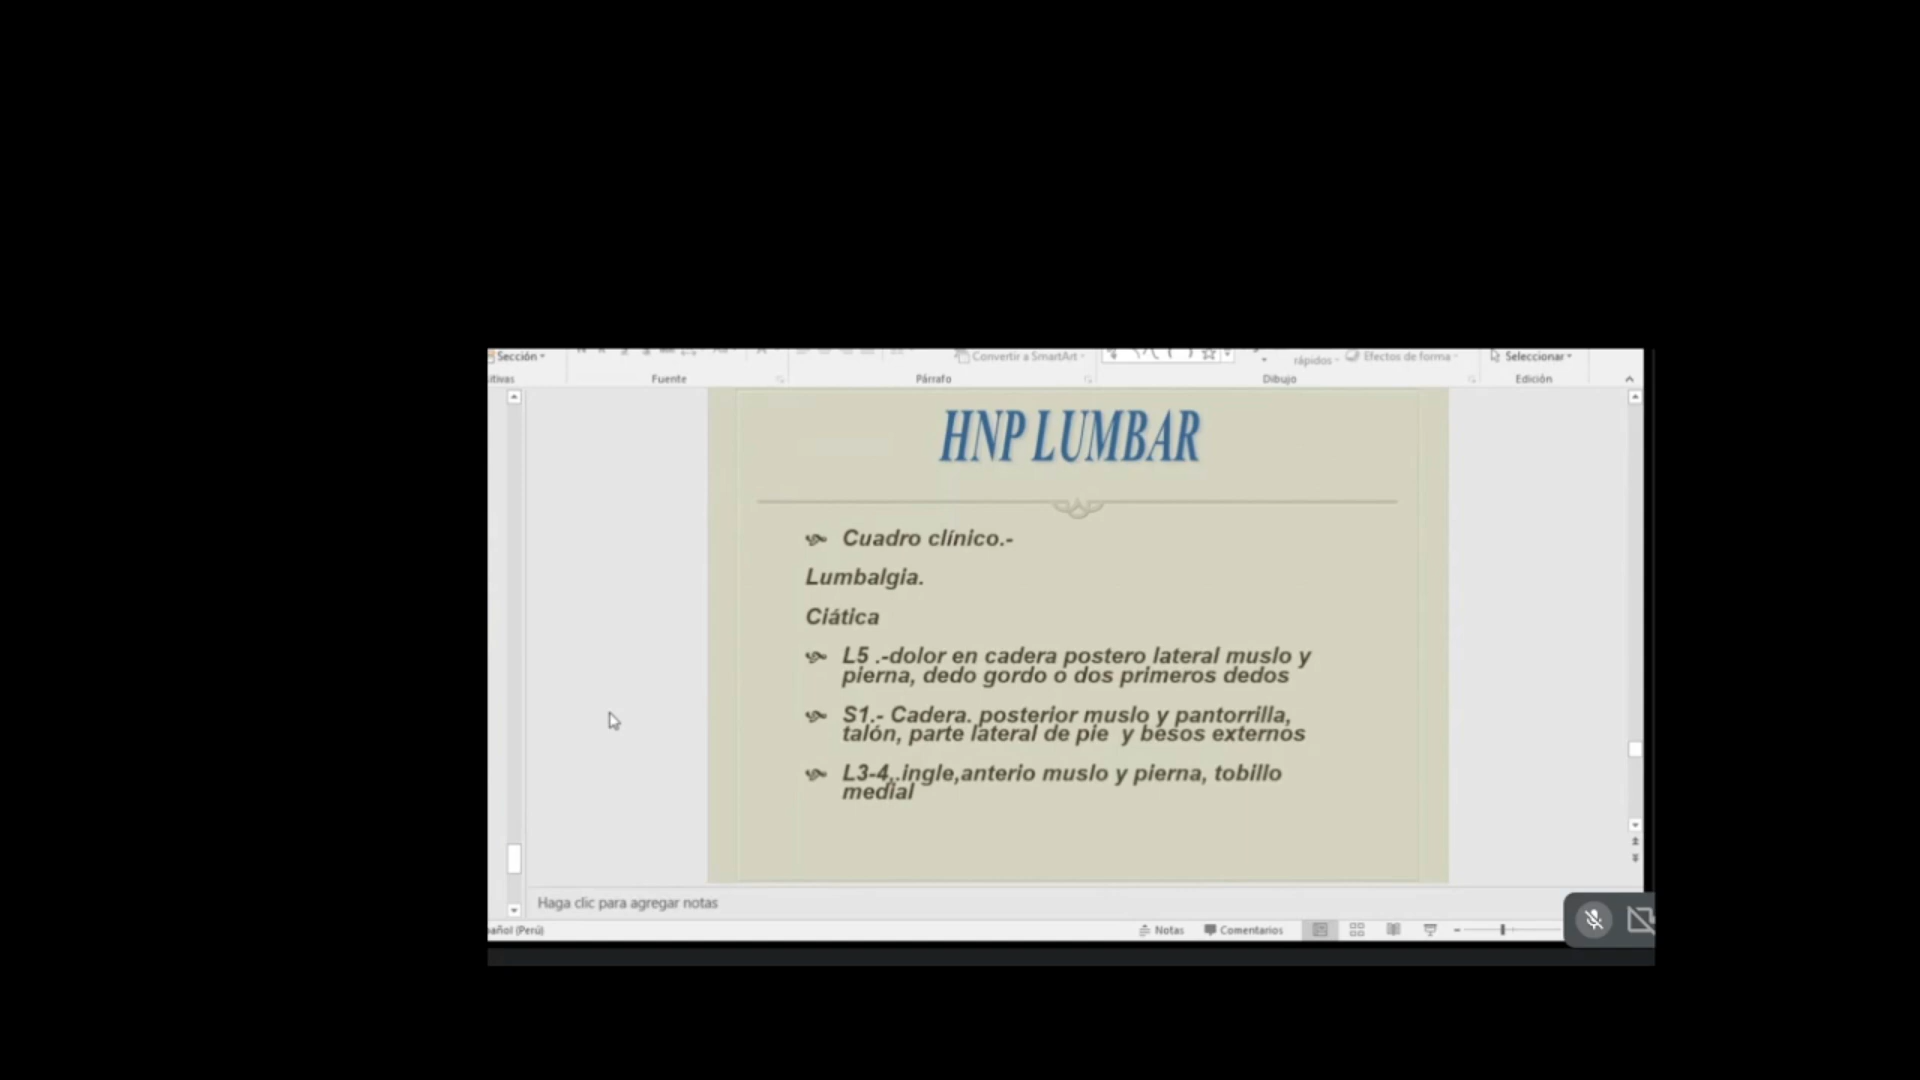 Sección
Convertir a SmartArt
rápidos
Efectos de forma
Seleccionar
Fuente
Párrafo
Dibujo
Edición
HNP LUMBAR
Cuadro clínico.-
Lumbalgia.
Ciática
L5 .-dolor en cadera postero lateral muslo y
pierna, dedo gordo o dos primeros dedos
S1.- Cadera. posterior muslo y pantorrilla,
talón, parte lateral de pie y besos externos
L3-4,.ingle,anterio muslo y pierna, tobillo
medial
Haga clic para agregar notas
añol (Perú)
Notas
Comentarios